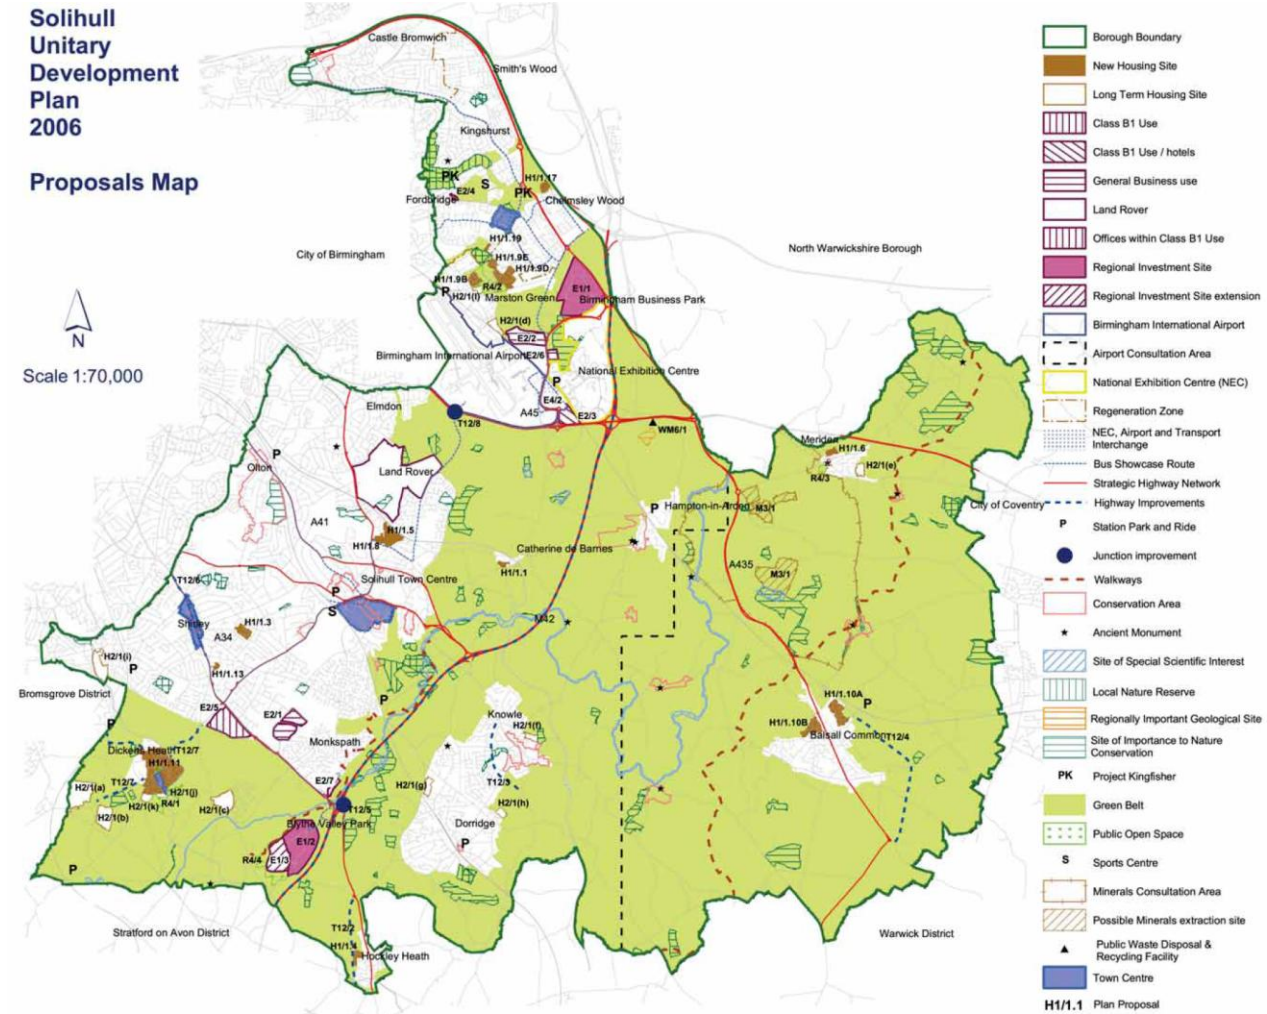 Solihull
Unitary
Development
Plan
2006
Proposals Map
N
Scale 1:70,000
Castle Bromwich
Smith's Wood
Kingshurst
PK
S
H1/1.17
PK
E2/4
Fordbridge
Chelmsley Wood
H1/1.19
City of Birmingham
North Warwickshire Borough
H1/1.9E
H1/1.9D
H1/1.9B
R4/2
E1/1
P
H2/1(l)
Marston Green
Birmingham Business Park
H2/1(d)
E2/2
Birmingham International Airport
E2/6
National Exhibition Centre
P
E4/2
Elmdon
A45
E2/3
T12/8
WM6/1
Meriden
H1/1.6
P
Olton
Land Rover
H2/1(e)
R4/3
City of Coventry
P
Hampton-in-Arden
M3/1
A41
H1/1.5
H1/1.8
Catherine de Barnes
A435
H1/1.1
M3/1
T12/6
Solihull Town Centre
P
S
M42
Shirley
A34
H1/1.3
H2/1(i)
P
H1/1.13
Bromsgrove District
H1/1.10A
P
P
E2/5
E2/1
Knowle
P
H2/1(f)
H1/1.10B
Balsall Common
T12/4
Monkspath
Dickens Heath
T12/7
H1/1.11
T12/7
E2/7
T12/3
H2/1(a)
H2/1(j)
H2/1(g)
H2/1(k)
R4/1
H2/1(c)
H2/1(h)
T12/5
H2/1(b)
Blythe Valley Park
Dorridge
E1/2
P
R4/4
E1/3
P
T12/2
Stratford on Avon District
Warwick District
H1/1.4
Hockley Heath
Borough Boundary
New Housing Site
Long Term Housing Site
Class B1 Use
Class B1 Use / hotels
General Business use
Land Rover
Offices within Class B1 Use
Regional Investment Site
Regional Investment Site extension
Birmingham International Airport
Airport Consultation Area
National Exhibition Centre (NEC)
Regeneration Zone
NEC, Airport and Transport
Interchange
Bus Showcase Route
Strategic Highway Network
Highway Improvements
P Station Park and Ride
Junction improvement
Walkways
Conservation Area
Ancient Monument
Site of Special Scientific Interest
Local Nature Reserve
Regionally Important Geological Site
Site of Importance to Nature
Conservation
PK Project Kingfisher
Green Belt
Public Open Space
S Sports Centre
Minerals Consultation Area
Possible Minerals extraction site
Public Waste Disposal &
Recycling Facility
Town Centre
H1/1.1 Plan Proposal